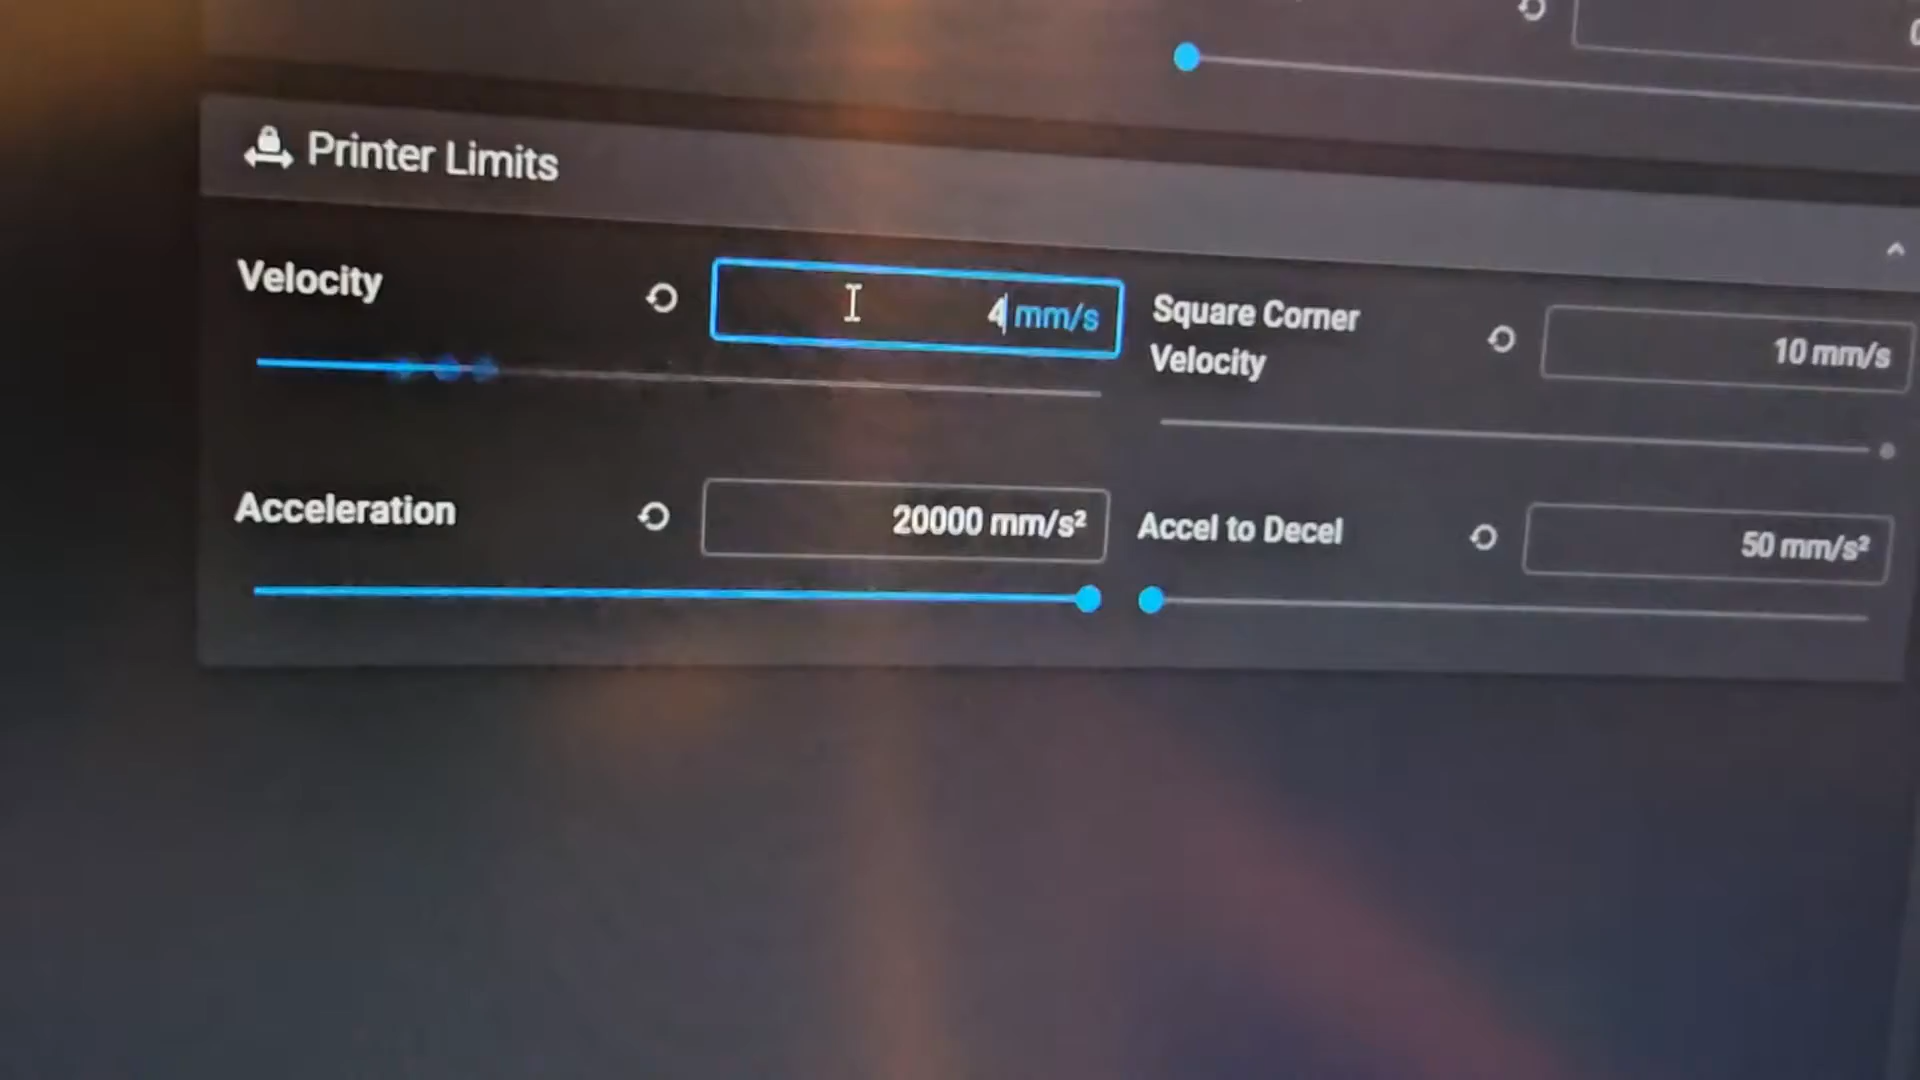 Printer Limits
Velocity
4 mm/s
Square Corner
Velocity
10 mm/s
Acceleration
20000 mm/s²
Accel to Decel
50 mm/s²